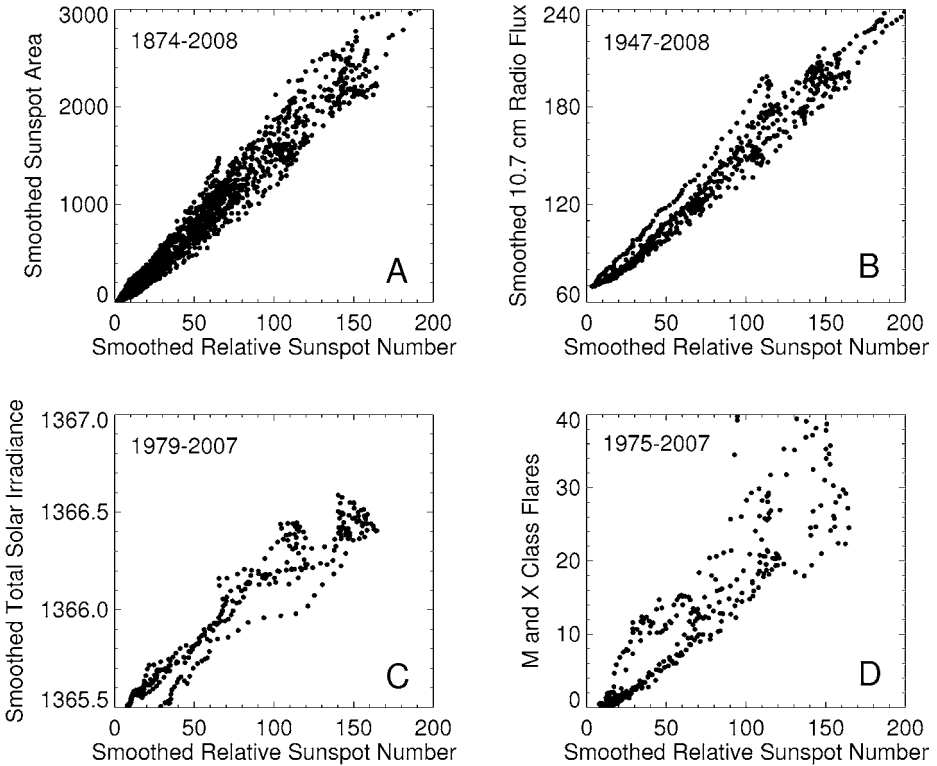 3000
2000
1000
0
Smoothed Sunspot Area
1874-2008
A
0 50 100 150 200
Smoothed Relative Sunspot Number
240
180
120
60
Smoothed 10.7 cm Radio Flux
1947-2008
B
0 50 100 150 200
Smoothed Relative Sunspot Number
1367.0
1366.5
1366.0
1365.5
Smoothed Total Solar Irradiance
1979-2007
C
0 50 100 150 200
Smoothed Relative Sunspot Number
40
30
20
10
0
M and X Class Flares
1975-2007
D
0 50 100 150 200
Smoothed Relative Sunspot Number